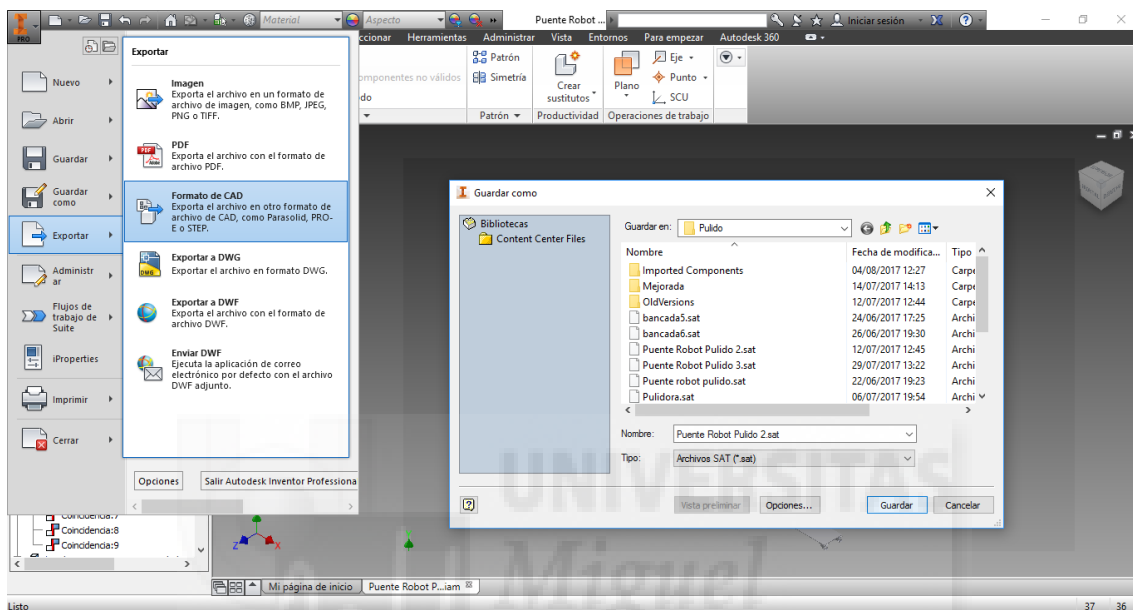 Material
Aspecto
Puente Robot ...
Iniciar sesión
PRO
ccionar Herramientas Administrar Vista Entornos Para empezar Autodesk 360
Exportar
Nuevo
Abrir
Guardar
Guardar
como
Exportar
Administr
ar
Flujos de
trabajo de
Suite
iProperties
Imprimir
Cerrar
Imagen
Exporta el archivo en un formato de
archivo de imagen, como BMP, JPEG,
PNG o TIFF.
PDF
Exporta el archivo con el formato de
archivo PDF.
Formato de CAD
Exporta el archivo en otro formato de
archivo de CAD, como Parasolid, PRO-
E o STEP.
Exportar a DWG
Exportar el archivo en formato DWG.
Exportar a DWF
Exporta el archivo con el formato de
archivo DWF.
Enviar DWF
Ejecuta la aplicación de correo
electrónico por defecto con el archivo
DWF adjunto.
Opciones
Salir Autodesk Inventor Professiona
omponentes no válidos
do
Patrón
Simetría
Patrón
Crear
sustitutos
Productividad
Plano
Eje
Punto
SCU
Operaciones de trabajo
Guardar como
Bibliotecas
Content Center Files
Guardar en: Pulido
Nombre Fecha de modifica... Tipo
Imported Components 04/08/2017 12:27 Carpe
Mejorada 14/07/2017 14:13 Carpe
OldVersions 12/07/2017 12:44 Carpe
bancada5.sat 24/06/2017 17:25 Archi
bancada6.sat 26/06/2017 19:30 Archi
Puente Robot Pulido 2.sat 12/07/2017 12:45 Archi
Puente Robot Pulido 3.sat 29/07/2017 13:22 Archi
Puente robot pulido.sat 22/06/2017 19:23 Archi
Pulidora.sat 06/07/2017 19:54 Archi
Nombre: Puente Robot Pulido 2.sat
Tipo: Archivos SAT (*.sat)
Vista preliminar Opciones... Guardar Cancelar
UNIVERSITAS
Miguel
Coincidencia:7
Coincidencia:8
Coincidencia:9
Z X
Mi página de inicio Puente Robot P...iam
Listo
37 36